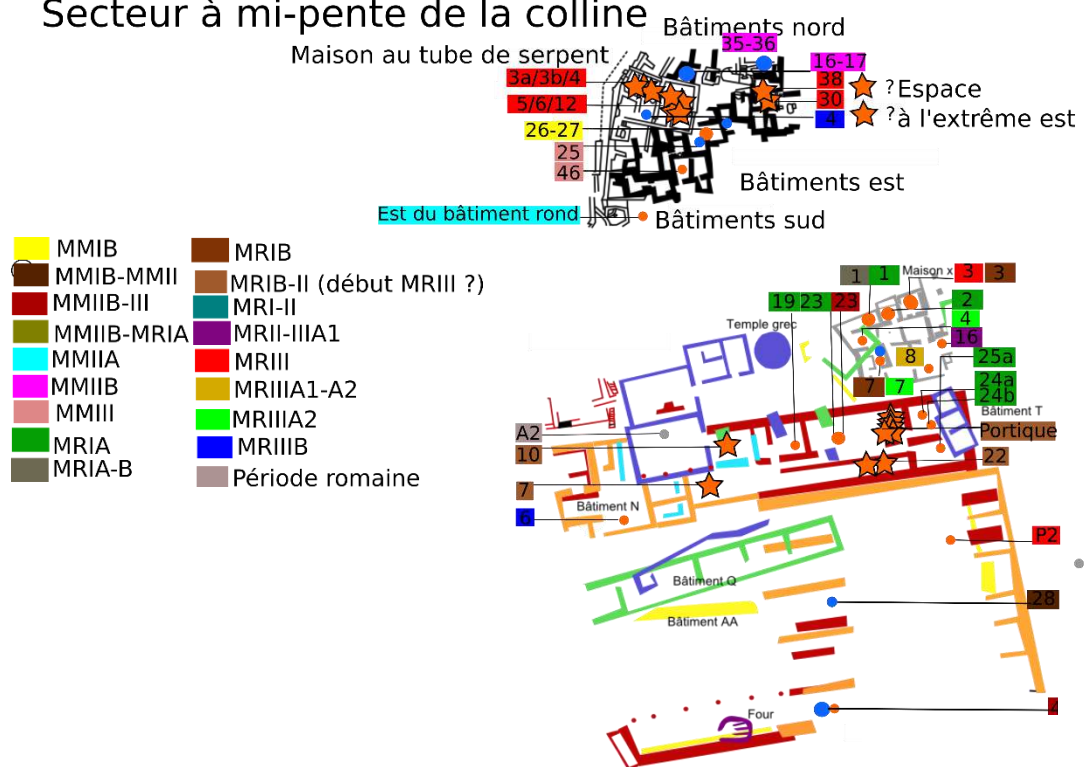 Secteur à mi-pente de la colline
Bâtiments nord
35-36
Maison au tube de serpent
16-17
3a/3b/4
38
? Espace
5/6/12
30
4
? à l'extrême est
26-27
25
46
Bâtiments est
Est du bâtiment rond
Bâtiments sud
MMIB
MMIB-MMII
MMIIB-III
MMIIB-MRIA
MMIIA
MMIIB
MMIII
MRIA
MRIA-B
MRIB
MRIB-II (début MRIII ?)
MRI-II
MRII-IIIA1
MRIII
MRIIIA1-A2
MRIIIA2
MRIIIB
Période romaine
1
1
Maison x
3
3
19
23
23
2
4
Temple grec
16
8
25a
7
7
24a
24b
Bâtiment T
A2
Portique
10
22
7
Bâtiment N
6
P2
Bâtiment Q
28
Bâtiment AA
Four